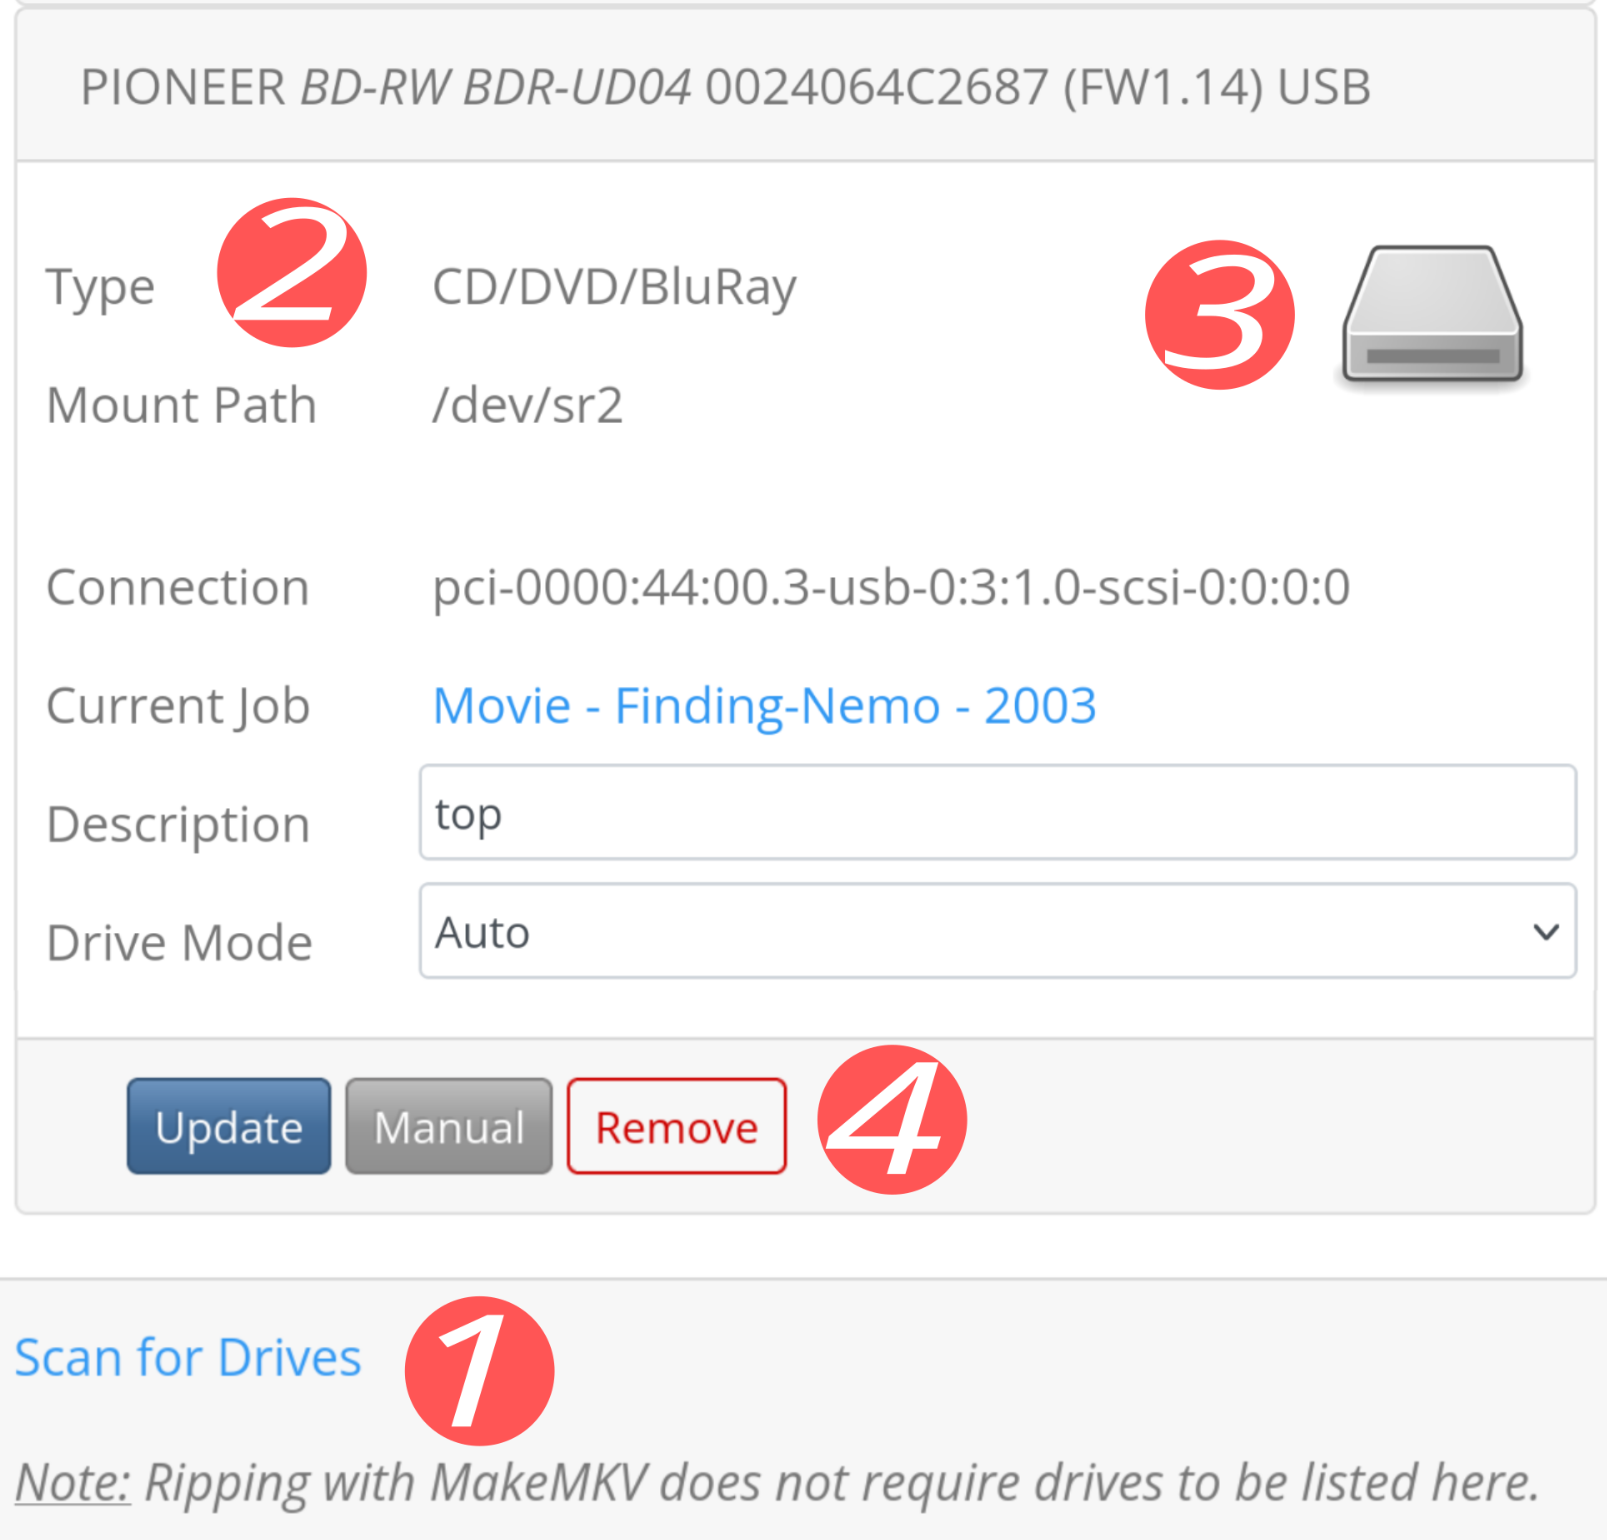 PIONEER BD-RW BDR-UD04 0024064C2687 (FW1.14) USB
Type 2 CD/DVD/BluRay 3
Mount Path /dev/sr2
Connection pci-0000:44:00.3-usb-0:3:1.0-scsi-0:0:0:0
Current Job Movie - Finding-Nemo - 2003
Description top
Drive Mode Auto
Update Manual Remove 4
Scan for Drives 1
Note: Ripping with MakeMKV does not require drives to be listed here.